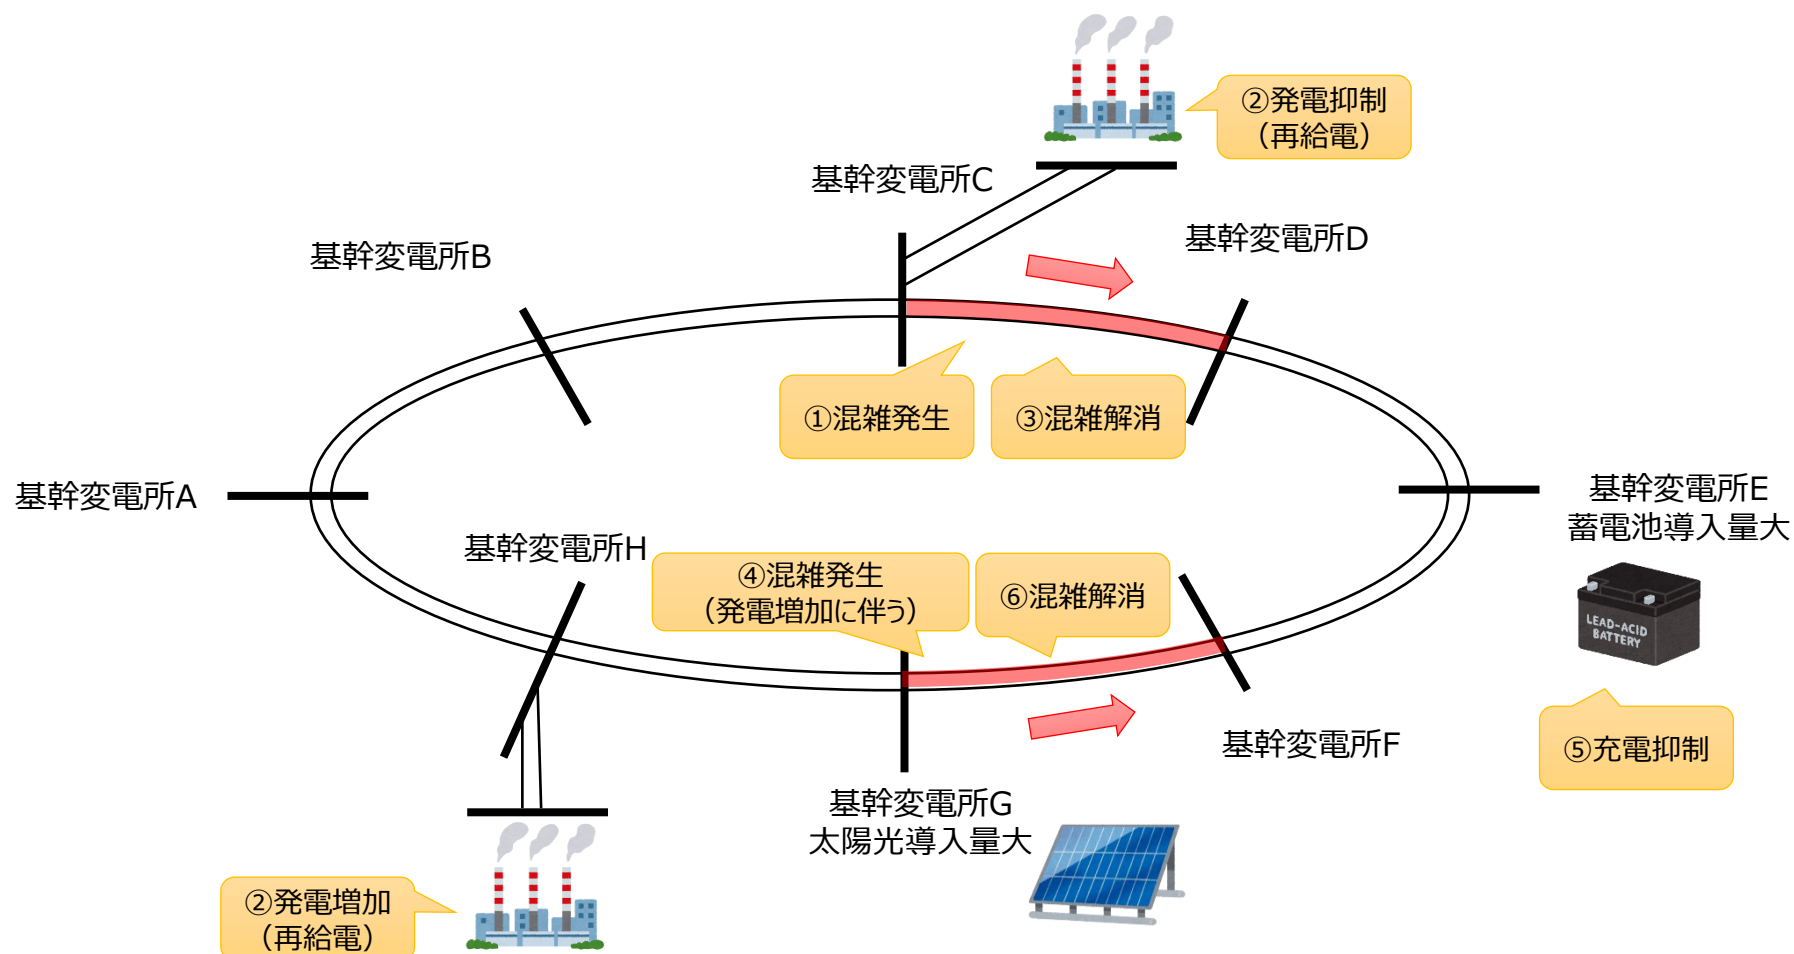 ②発電抑制
（再給電）
基幹変電所C
基幹変電所D
基幹変電所B
①混雑発生
③混雑解消
基幹変電所A
基幹変電所E
蓄電池導入量大
基幹変電所H
④混雑発生
（発電増加に伴う）
⑥混雑解消
LEAD-ACID
BATTERY
⑤充電抑制
基幹変電所F
基幹変電所G
太陽光導入量大
②発電増加
（再給電）